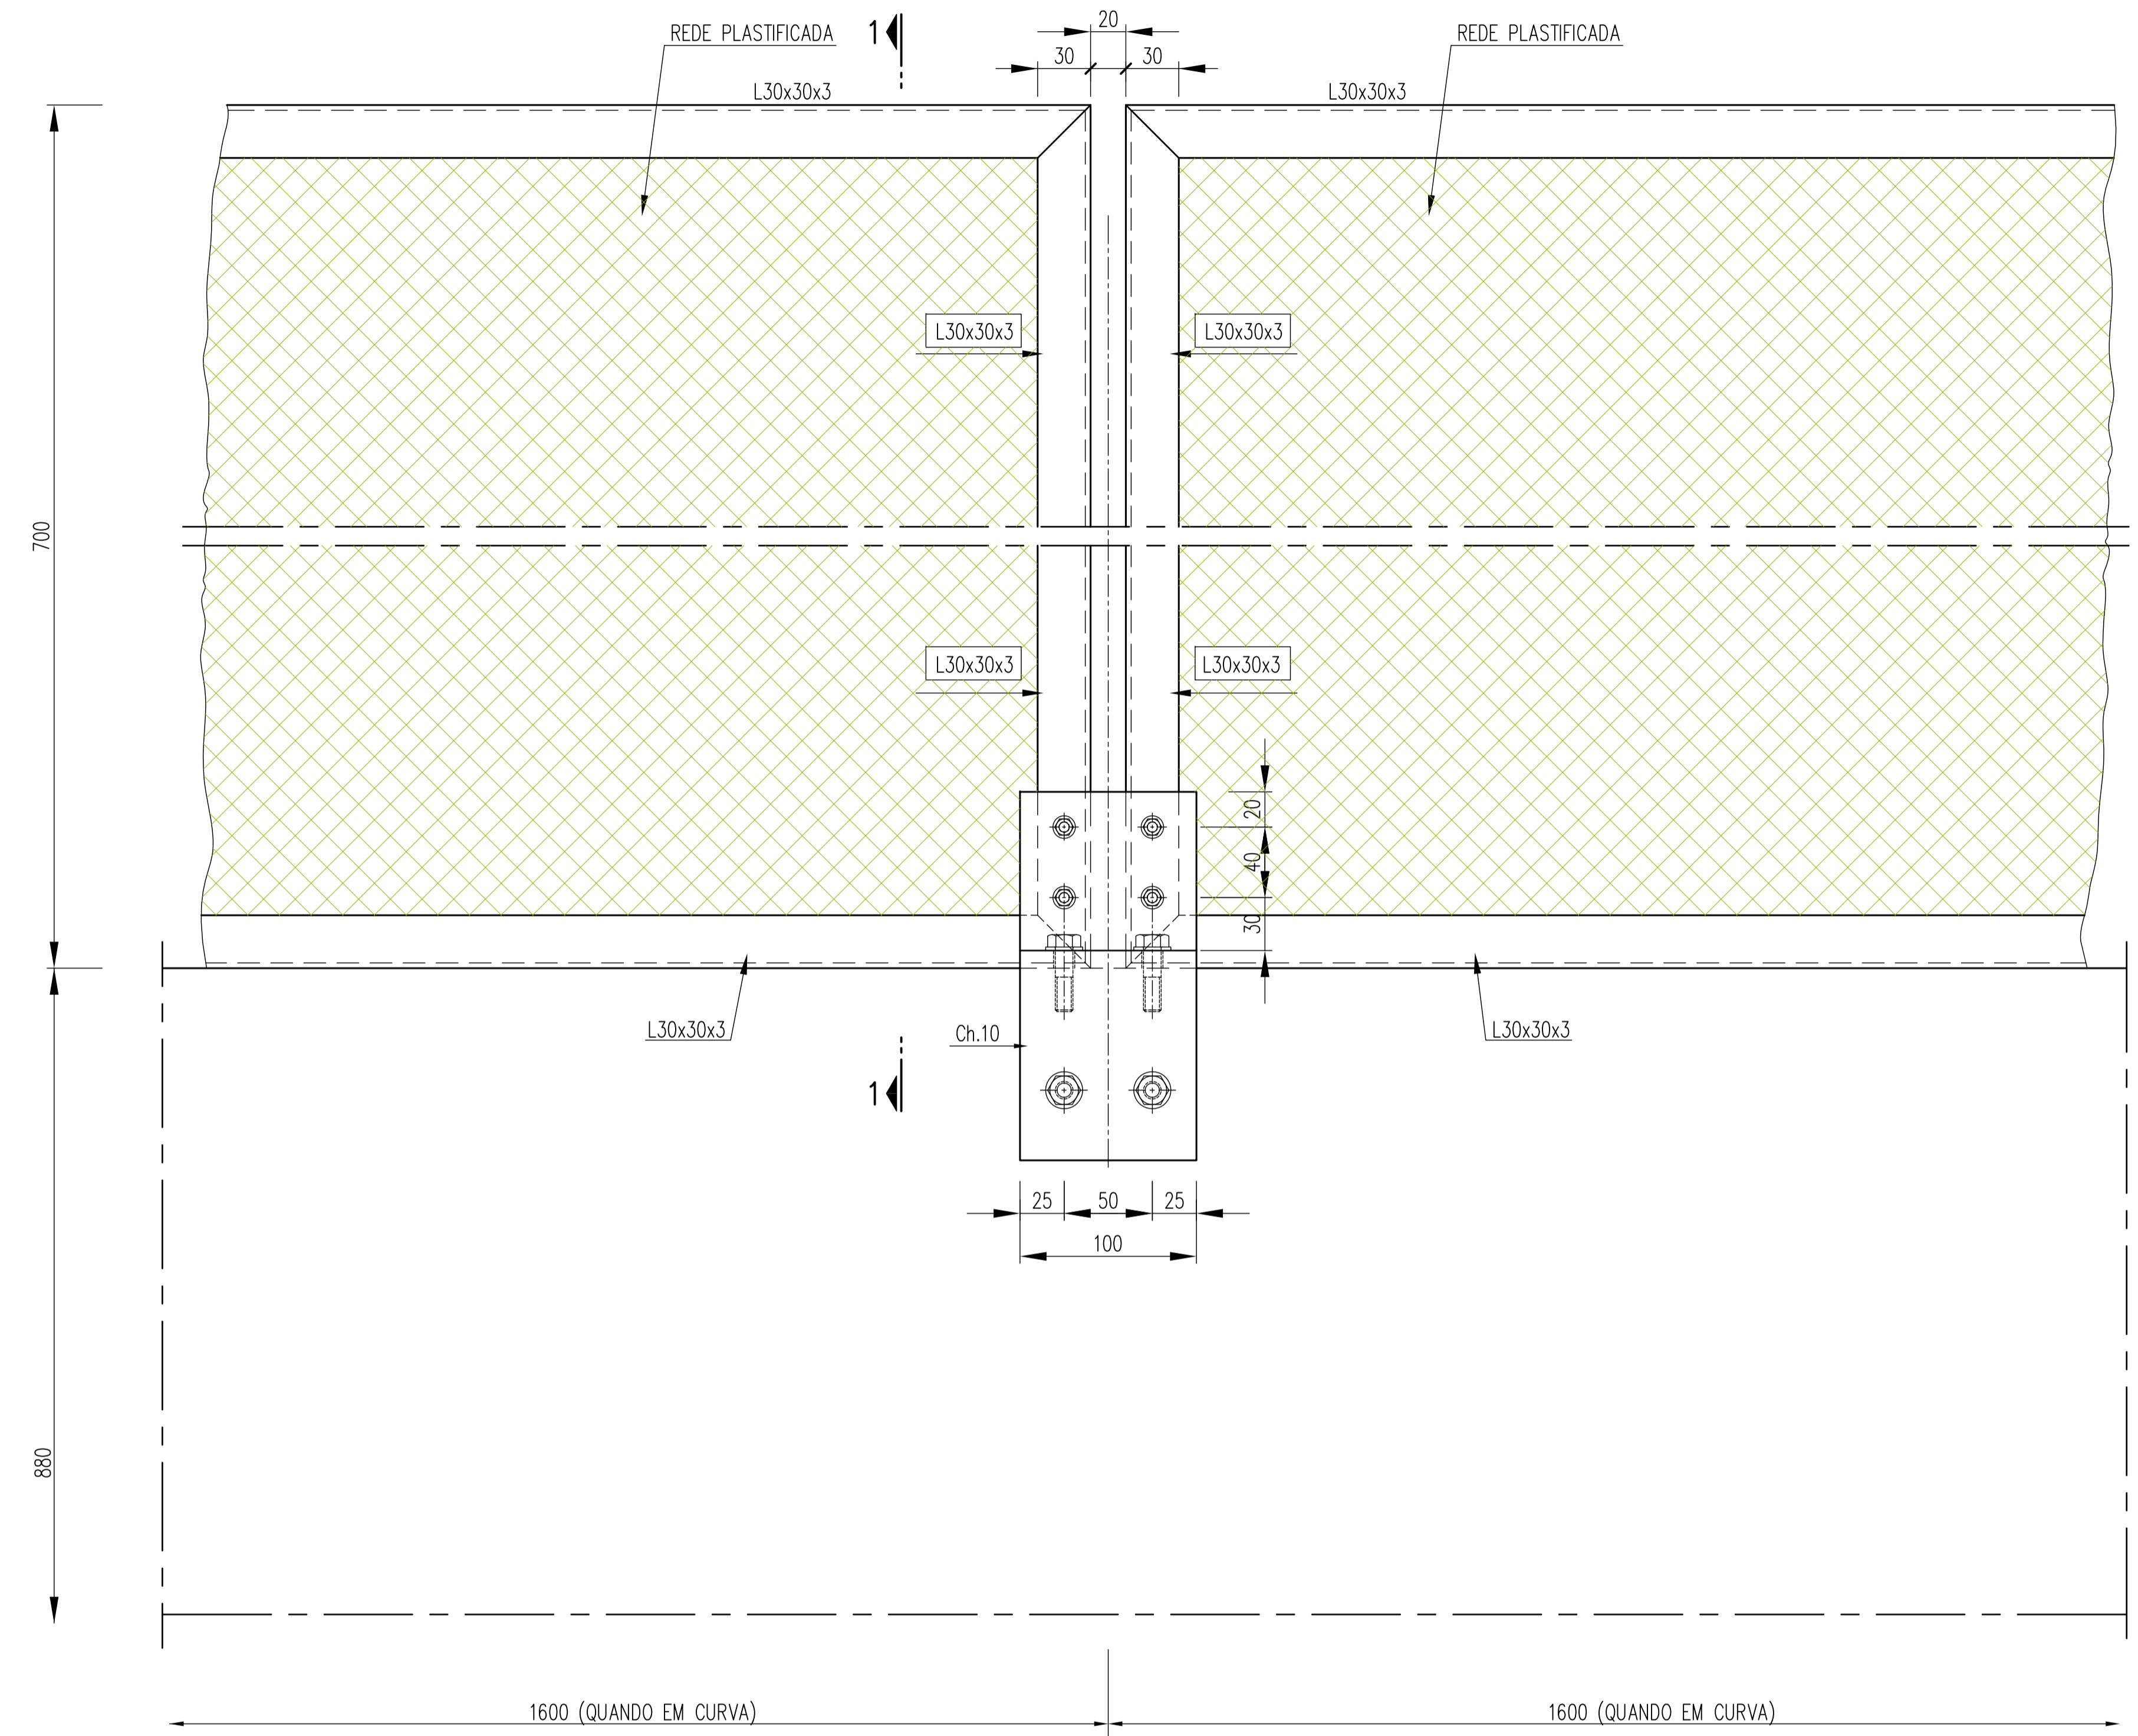 20
REDE PLASTIFICADA
1
REDE PLASTIFICADA
30
30
L30x30x3
L30x30x3
L30x30x3
L30x30x3
700
L30x30x3
L30x30x3
20
40
30
L30x30x3
Ch.10
L30x30x3
1
25
50
25
100
880
1600 (QUANDO EM CURVA)
1600 (QUANDO EM CURVA)